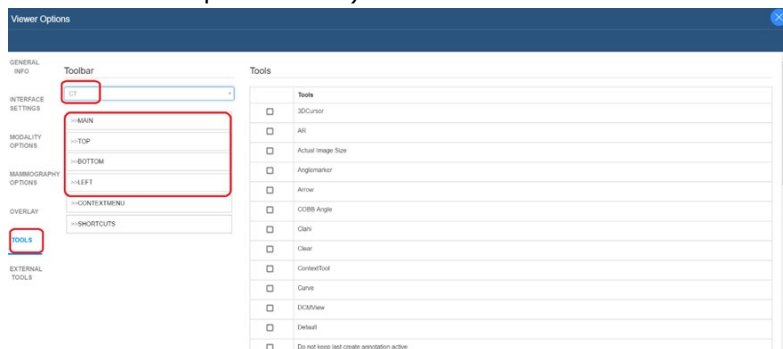 Viewer Options
GENERAL
INFO
INTERFACE
SETTINGS
MODALITY
OPTIONS
MAMMOGRAPHY
OPTIONS
OVERLAY
TOOLS
EXTERNAL
TOOLS
Toolbar
CT
>>MAIN
>>TOP
>>BOTTOM
>>LEFT
>>CONTEXTMENU
>>SHORTCUTS
Tools
Tools
3DCursor
AR
Actual Image Size
Anglemarker
Arrow
COBB Angle
Clahi
Clear
ContextTool
Curve
DCMView
Default
Do not keep last create annotation active